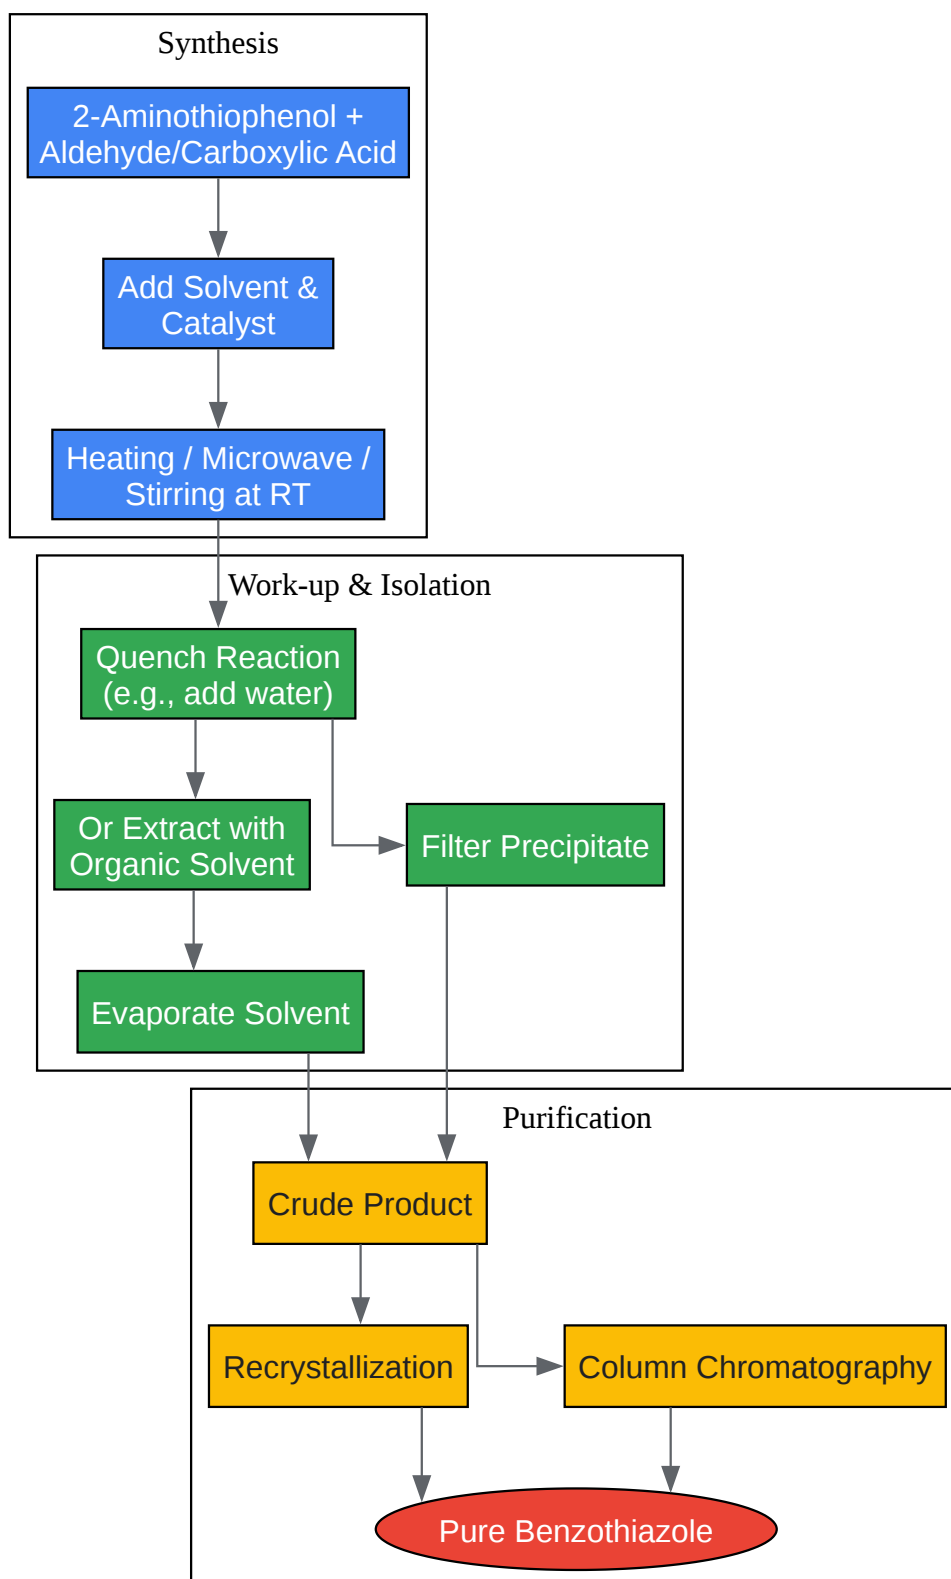 Synthesis
2-Aminothiophenol +
Aldehyde/Carboxylic Acid
Add Solvent &
Catalyst
Heating / Microwave /
Stirring at RT
Work-up & Isolation
Quench Reaction
(e.g., add water)
Or Extract with
Organic Solvent
Filter Precipitate
Evaporate Solvent
Purification
Crude Product
Recrystallization
Column Chromatography
Pure Benzothiazole